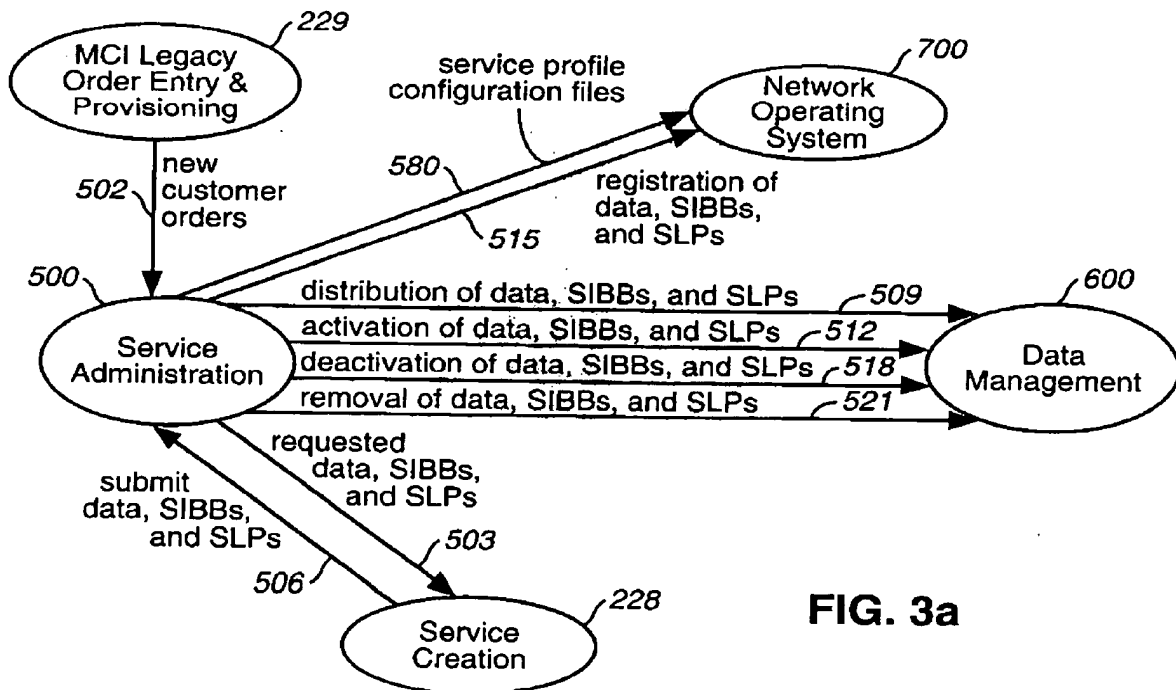 229
MCI Legacy
Order Entry &
Provisioning
502
new
customer
orders
service profile
configuration files
700
Network
Operating
System
580
515
registration of
data, SIBBs,
and SLPs
500
Service
Administration
distribution of data, SIBBs, and SLPs
509
activation of data, SIBBs, and SLPs
512
deactivation of data, SIBBs, and SLPs
518
removal of data, SIBBs, and SLPs
521
600
Data
Management
requested
data, SIBBs,
and SLPs
submit
data, SIBBs,
and SLPs
503
506
228
Service
Creation
FIG. 3a